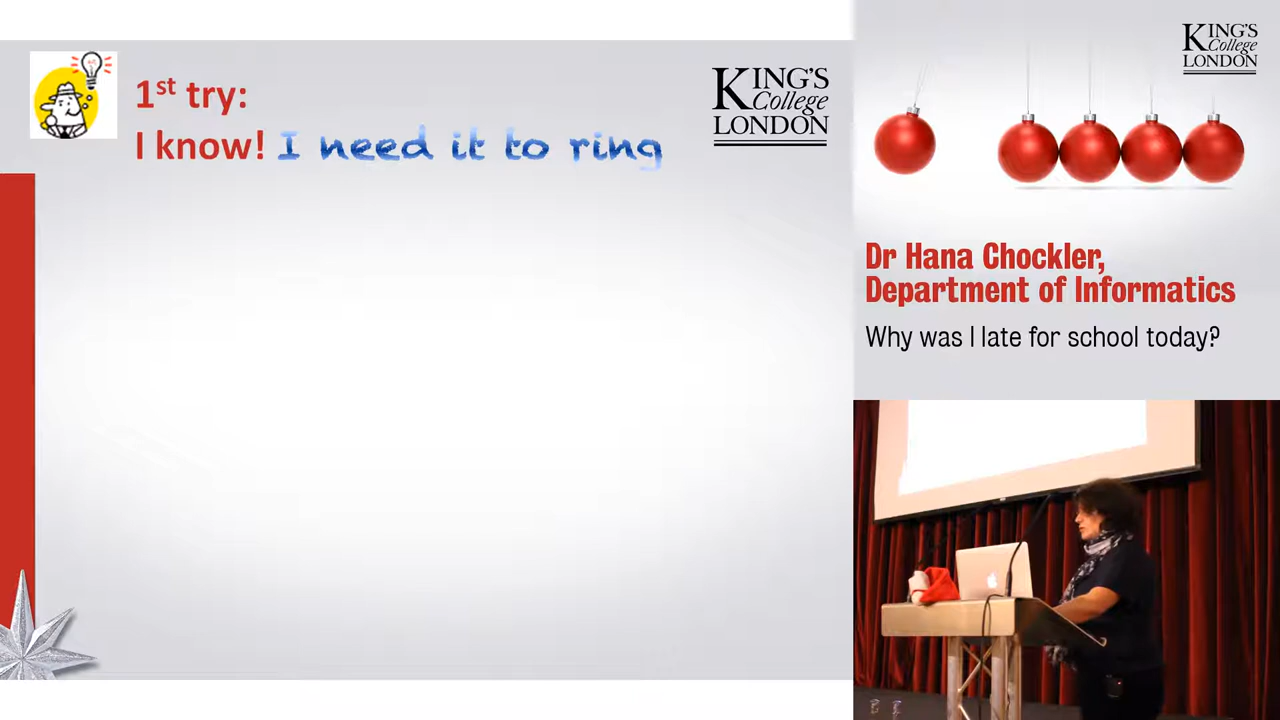 1st try:
I know! I need it to ring
KING'S
College
LONDON
KING'S
College
LONDON
Dr Hana Chockler,
Department of Informatics
Why was I late for school today?